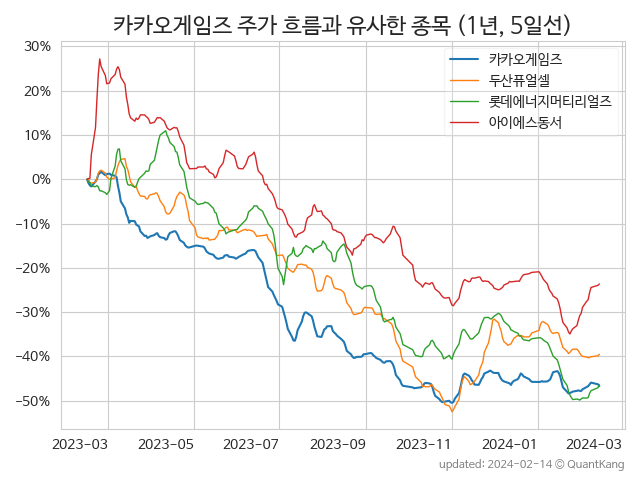 카카오게임즈 주가 흐름과 유사한 종목 (1년, 5일선)
30%
20%
10%
0%
−10%
−20%
−30%
−40%
−50%
카카오게임즈
두산퓨얼셀
롯데에너지머티리얼즈
아이에스동서
2023-03
2023-05
2023-07
2023-09
2023-11
2024-01
2024-03
updated: 2024-02-14 ⓒ QuantKang